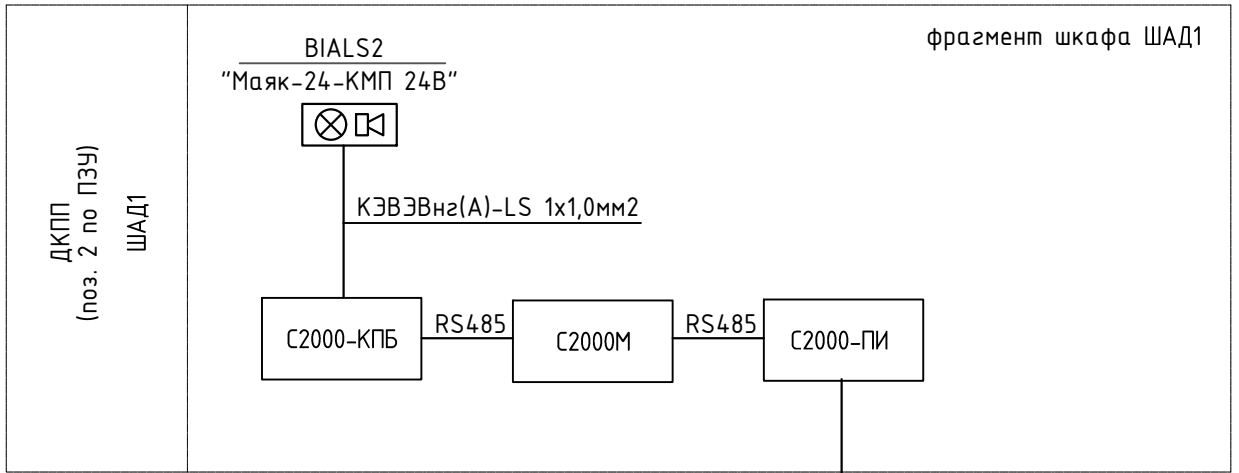 ДКПП
(поз. 2 по ПЗУ)
ШАД1
фрагмент шкафа ШАД1
BIALS2
"Маяк-24-КМП 24В"
КЭВЭВнг(А)-LS 1x1,0мм2
С2000-КПБ
RS485
С2000М
RS485
С2000-ПИ